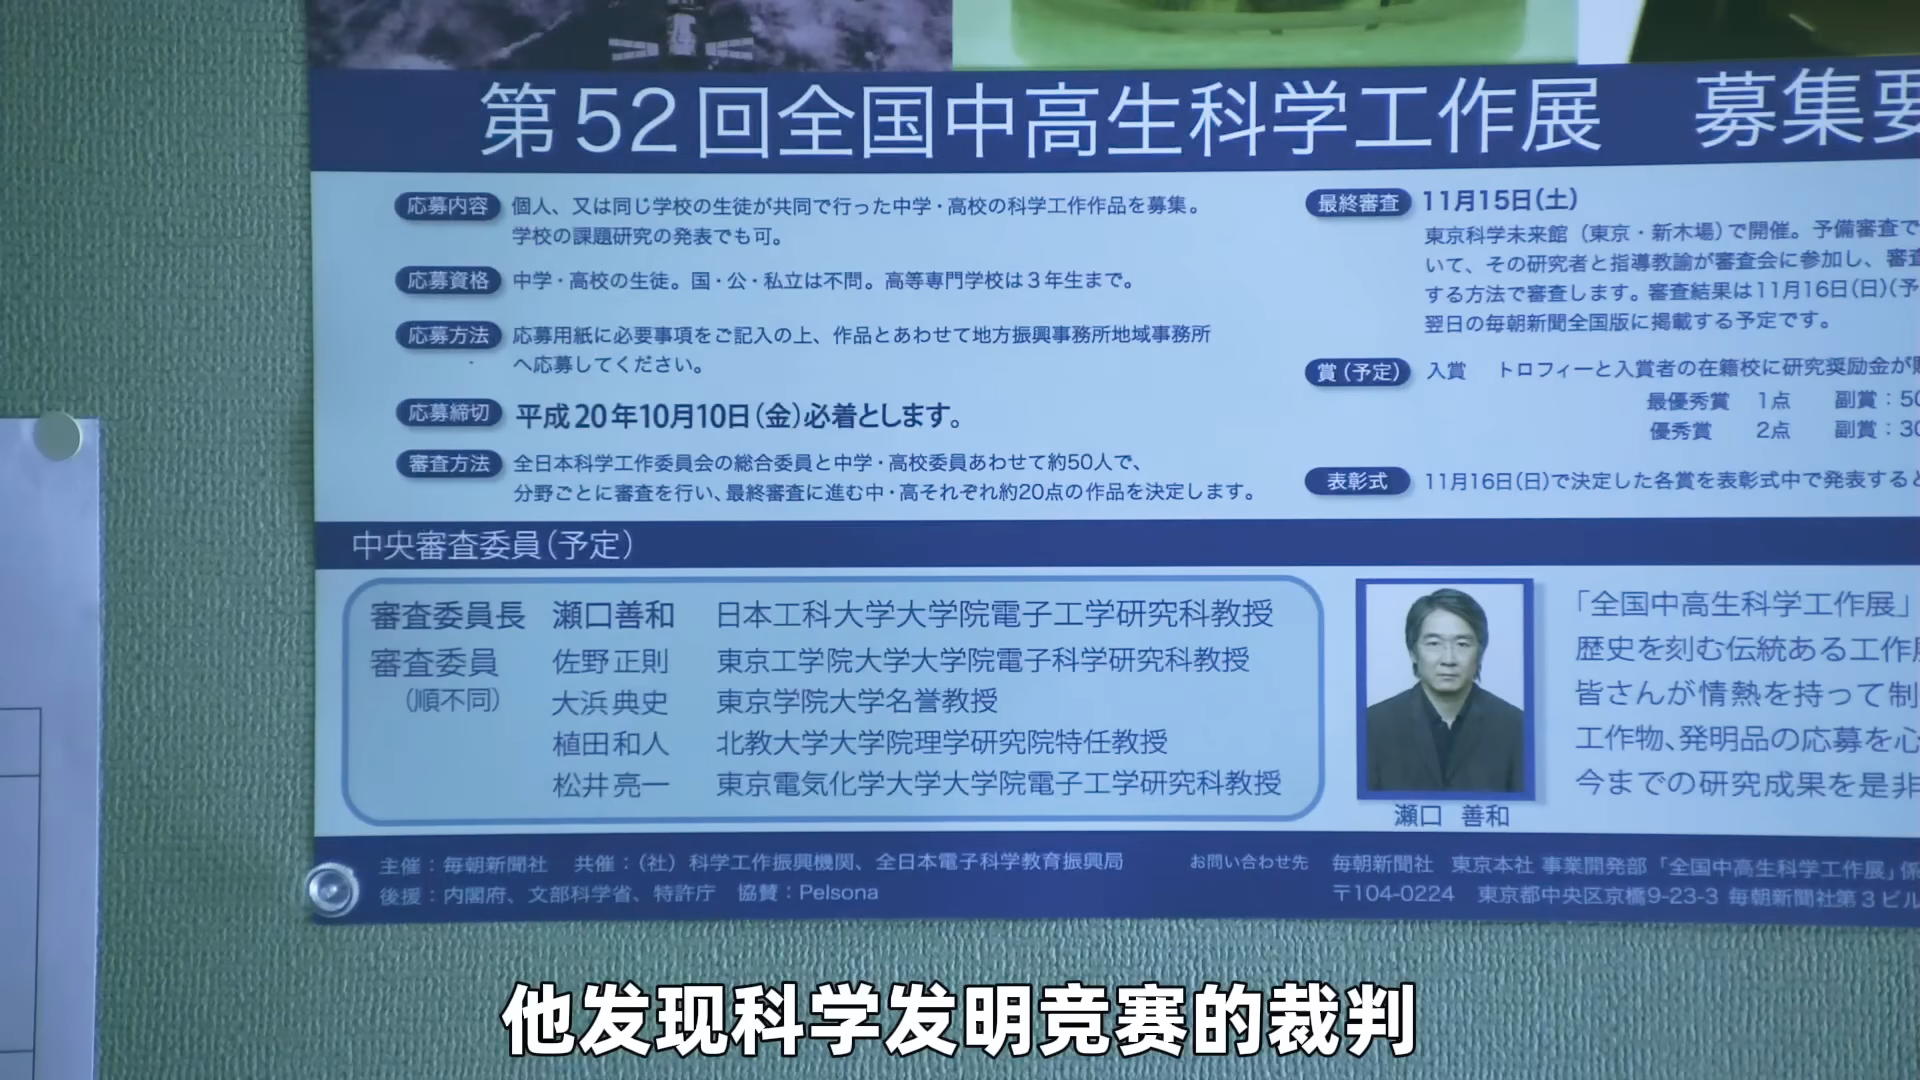 第52回全国中高生科学工作展　募集要
応募内容 個人、又は同じ学校の生徒が共同で行った中学・高校の科学工作作品を募集。
学校の課題研究の発表でも可。
応募資格 中学・高校の生徒。国・公・私立は不問。高等専門学校は3年生まで。
応募方法 応募用紙に必要事項をご記入の上、作品とあわせて地方振興事務所地域事務所
へ応募してください。
応募締切 平成20年10月10日(金)必着とします。
審査方法 全日本科学工作委員会の総合委員と中学・高校委員あわせて約50人で、
分野ごとに審査を行い、最終審査に進む中・高それぞれ約20点の作品を決定します。
最終審査 11月15日(土)
東京科学未来館（東京・新木場）で開催。予備審査で
いて、その研究者と指導教諭が審査会に参加し、審査
する方法で審査します。審査結果は11月16日(日)(予
翌日の毎朝新聞全国版に掲載する予定です。
賞(予定) 入賞　トロフィーと入賞者の在籍校に研究奨励金が
最優秀賞　1点　副賞：50
優秀賞　2点　副賞：30
表彰式 11月16日(日)で決定した各賞を表彰式中で発表すると
中央審査委員(予定)
審査委員長 瀬口善和 日本工科大学大学院電子工学研究科教授
審査委員 佐野正則 東京工学院大学大学院電子科学研究科教授
(順不同) 大浜典史 東京学院大学名誉教授
植田和人 北教大学大学院理学研究院特任教授
松井亮一 東京電気化学大学大学院電子工学研究科教授
瀬口 善和
「全国中高生科学工作展」
歴史を刻む伝統ある工作展
皆さんが情熱を持って制
工作物、発明品の応募を心
今までの研究成果を是非
主催：毎朝新聞社　共催：(社)科学工作振興機関、全日本電子科学教育振興局
後援：内閣府、文部科学省、特許庁　協賛：Pelsona
お問い合わせ先 毎朝新聞社　東京本社 事業開発部「全国中高生科学工作展」係
〒104-0224　東京都中央区京橋9-23-3 毎朝新聞社第3ビル
他发现科学发明竞赛的裁判